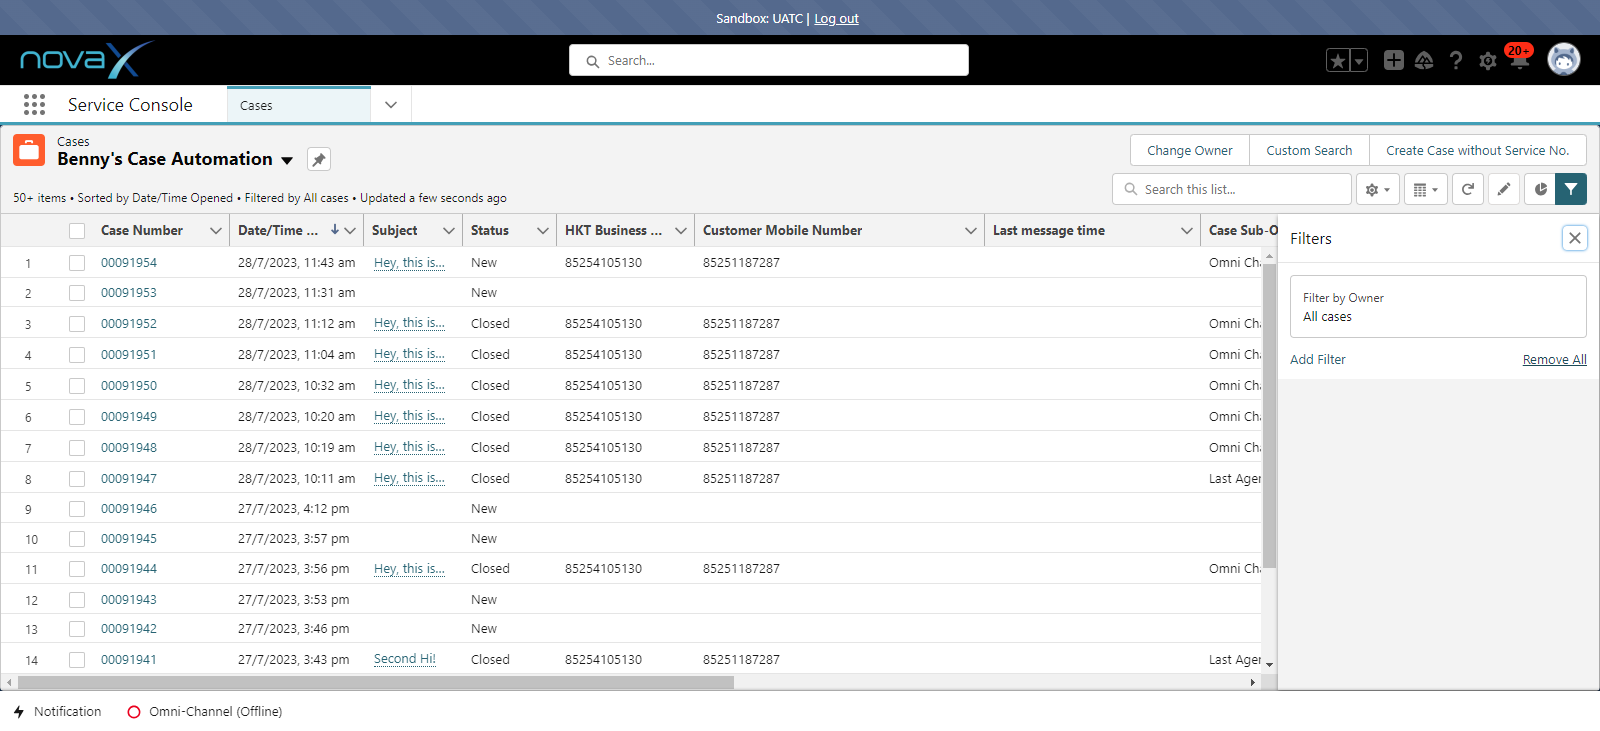 Sandbox: UATC | Log out
novaX
Search...
20+
Service Console
Cases
Cases
Benny's Case Automation
Change Owner
Custom Search
Create Case without Service No.
50+ items • Sorted by Date/Time Opened • Filtered by All cases • Updated a few seconds ago
Search this list...
Case Number Date/Time ... Subject Status HKT Business ... Customer Mobile Number Last message time Case Sub-O
1 00091954 28/7/2023, 11:43 am Hey, this is... New 85254105130 85251187287 Omni Cha
2 00091953 28/7/2023, 11:31 am New
3 00091952 28/7/2023, 11:12 am Hey, this is... Closed 85254105130 85251187287 Omni Cha
4 00091951 28/7/2023, 11:04 am Hey, this is... Closed 85254105130 85251187287 Omni Cha
5 00091950 28/7/2023, 10:32 am Hey, this is... Closed 85254105130 85251187287 Omni Cha
6 00091949 28/7/2023, 10:20 am Hey, this is... Closed 85254105130 85251187287 Omni Cha
7 00091948 28/7/2023, 10:19 am Hey, this is... Closed 85254105130 85251187287 Omni Cha
8 00091947 28/7/2023, 10:11 am Hey, this is... Closed 85254105130 85251187287 Last Agen
9 00091946 27/7/2023, 4:12 pm New
10 00091945 27/7/2023, 3:57 pm New
11 00091944 27/7/2023, 3:56 pm Hey, this is... Closed 85254105130 85251187287 Omni Cha
12 00091943 27/7/2023, 3:53 pm New
13 00091942 27/7/2023, 3:46 pm New
14 00091941 27/7/2023, 3:43 pm Second Hi! Closed 85254105130 85251187287 Last Agen
Filters
Filter by Owner
All cases
Add Filter
Remove All
Notification
Omni-Channel (Offline)